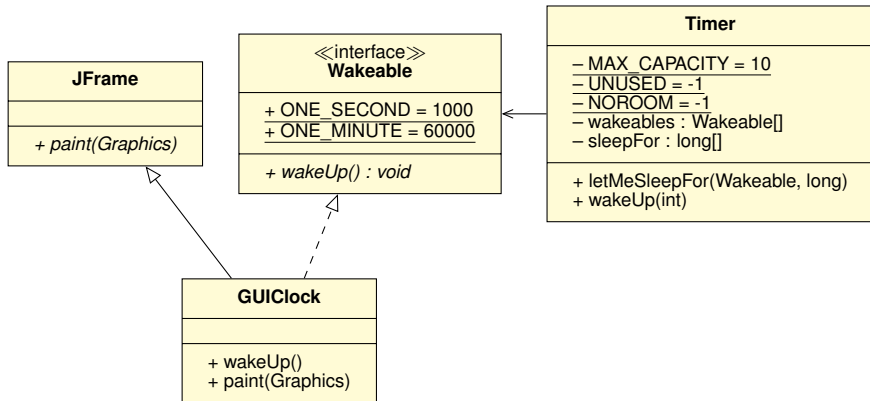 JFrame
+ paint(Graphics)
≪interface≫
Wakeable
+ ONE_SECOND = 1000
+ ONE_MINUTE = 60000
+ wakeUp() : void
Timer
– MAX_CAPACITY = 10
– UNUSED = -1
– NOROOM = -1
– wakeables : Wakeable[]
– sleepFor : long[]
+ letMeSleepFor(Wakeable, long)
+ wakeUp(int)
GUIClock
+ wakeUp()
+ paint(Graphics)